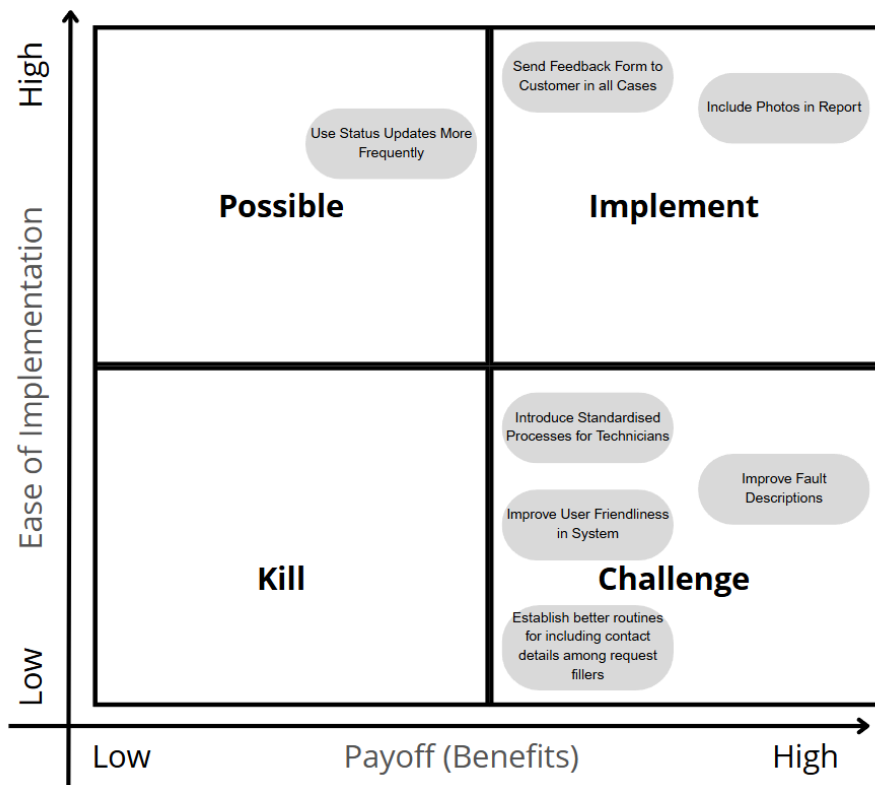 High
Ease of Implementation
Low
Send Feedback Form to
Customer in all Cases
Include Photos in Report
Use Status Updates More
Frequently
Possible
Implement
Introduce Standardised
Processes for Technicians
Improve Fault
Descriptions
Improve User Friendliness
in System
Kill
Challenge
Establish better routines
for including contact
details among request
fillers
Low
Payoff (Benefits)
High